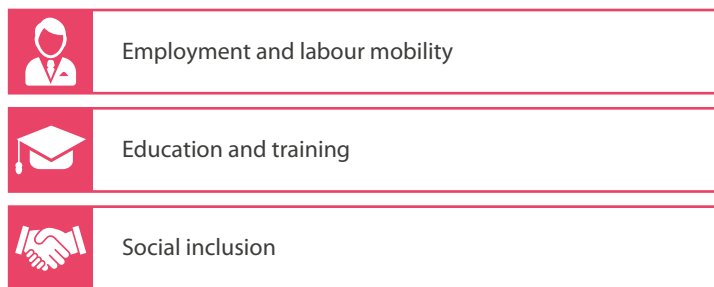 Employment and labour mobility
Education and training
Social inclusion